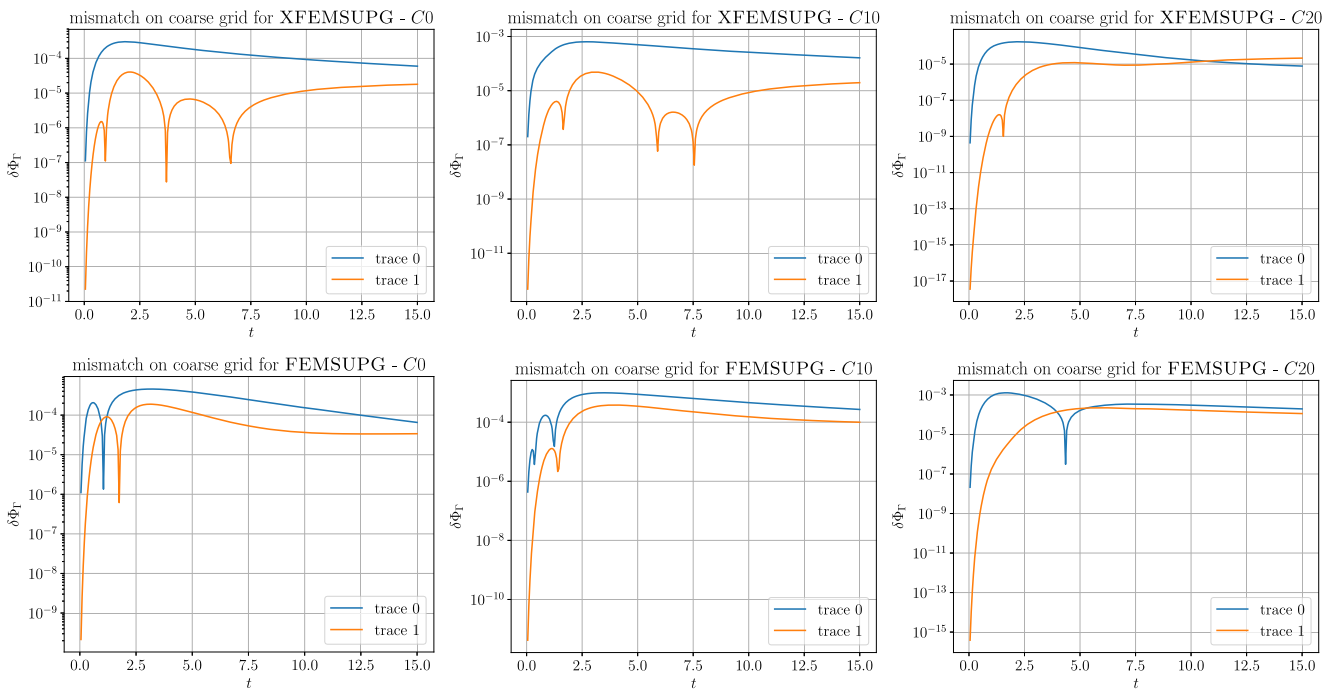 mismatch on coarse grid for XFEMSUPG - C0
10⁻⁴
10⁻⁵
10⁻⁶
10⁻⁷
10⁻⁸
10⁻⁹
10⁻¹⁰
10⁻¹¹
δΦ_Γ
0.0 2.5 5.0 7.5 10.0 12.5 15.0
t
trace 0
trace 1
mismatch on coarse grid for XFEMSUPG - C10
10⁻³
10⁻⁵
10⁻⁷
10⁻⁹
10⁻¹¹
δΦ_Γ
0.0 2.5 5.0 7.5 10.0 12.5 15.0
t
trace 0
trace 1
mismatch on coarse grid for XFEMSUPG - C20
10⁻⁵
10⁻⁷
10⁻⁹
10⁻¹¹
10⁻¹³
10⁻¹⁵
10⁻¹⁷
δΦ_Γ
0.0 2.5 5.0 7.5 10.0 12.5 15.0
t
trace 0
trace 1
mismatch on coarse grid for FEMSUPG - C0
10⁻⁴
10⁻⁵
10⁻⁶
10⁻⁷
10⁻⁸
10⁻⁹
δΦ_Γ
0.0 2.5 5.0 7.5 10.0 12.5 15.0
t
trace 0
trace 1
mismatch on coarse grid for FEMSUPG - C10
10⁻⁴
10⁻⁶
10⁻⁸
10⁻¹⁰
δΦ_Γ
0.0 2.5 5.0 7.5 10.0 12.5 15.0
t
trace 0
trace 1
mismatch on coarse grid for FEMSUPG - C20
10⁻³
10⁻⁵
10⁻⁷
10⁻⁹
10⁻¹¹
10⁻¹³
10⁻¹⁵
δΦ_Γ
0.0 2.5 5.0 7.5 10.0 12.5 15.0
t
trace 0
trace 1